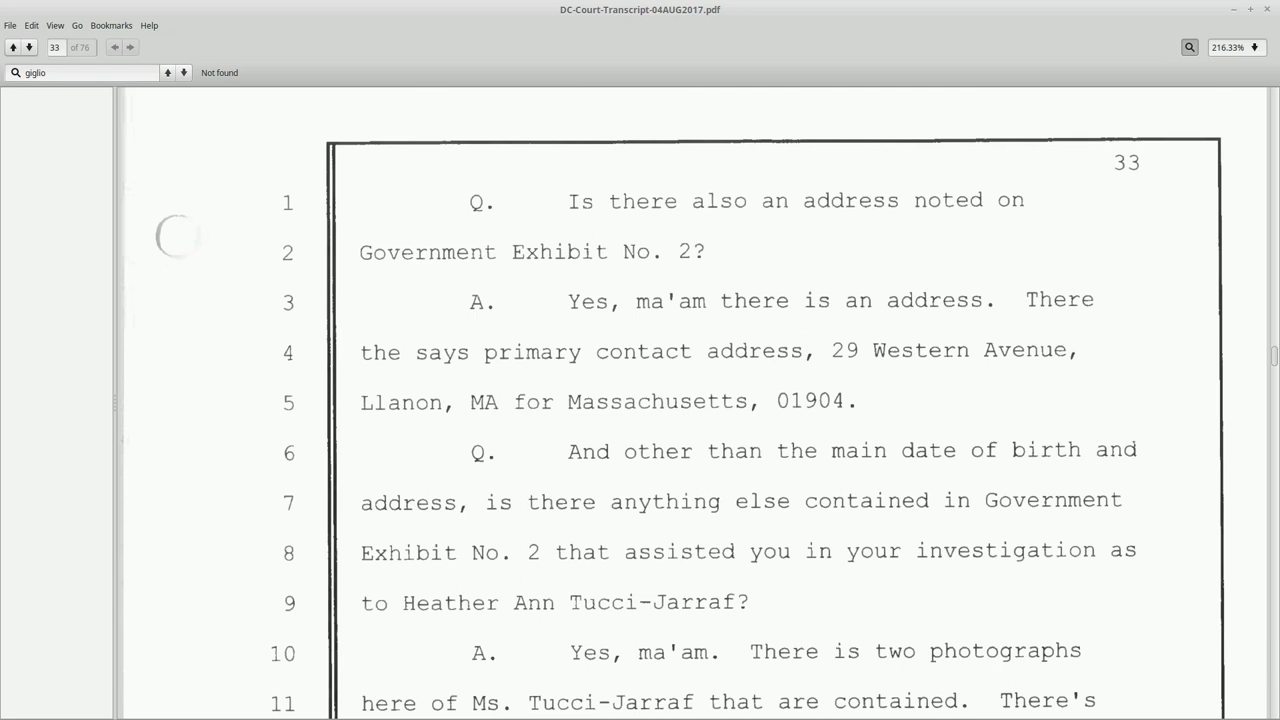 DC-Court-Transcript-04AUG2017.pdf
File Edit View Go Bookmarks Help
33 of 76 216.33%
giglio Not found
33
1 Q. Is there also an address noted on
2 Government Exhibit No. 2?
3 A. Yes, ma'am there is an address. There
4 the says primary contact address, 29 Western Avenue,
5 Llanon, MA for Massachusetts, 01904.
6 Q. And other than the main date of birth and
7 address, is there anything else contained in Government
8 Exhibit No. 2 that assisted you in your investigation as
9 to Heather Ann Tucci-Jarraf?
10 A. Yes, ma'am. There is two photographs
11 here of Ms. Tucci-Jarraf that are contained. There's